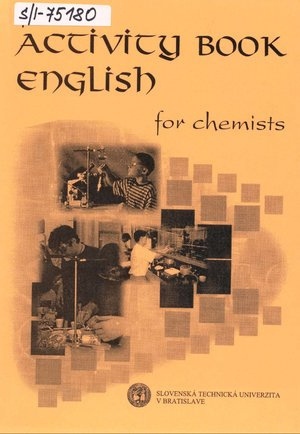 s/I-75180
ACTIVITY BOOK
ENGLISH
for chemists
SLOVENSKÁ TECHNICKÁ UNIVERZITA
V BRATISLAVE